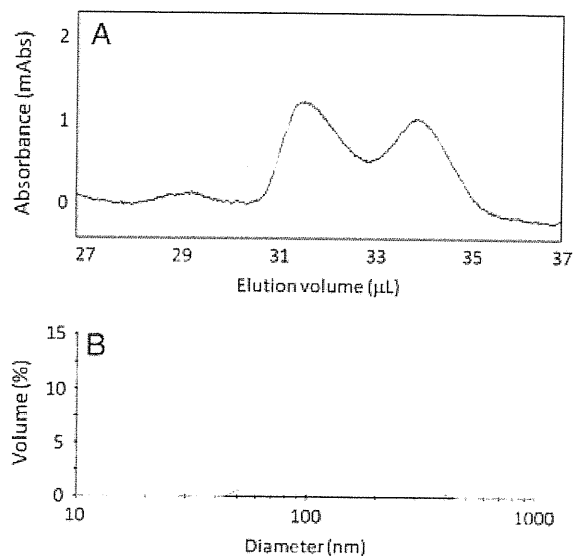 A
2
1
0
Absorbance (mAbs)
27 29 31 33 35 37
Elution volume (µL)
B
15
10
5
0
Volume (%)
10 100 1000
Diameter (nm)